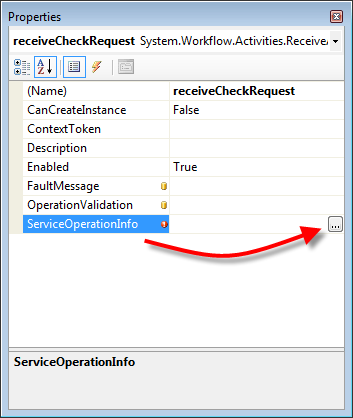 Properties
receiveCheckRequest System.Workflow.Activities.Receive
(Name) receiveCheckRequest
CanCreateInstance False
ContextToken
Description
Enabled True
FaultMessage
OperationValidation
ServiceOperationInfo ...
ServiceOperationInfo